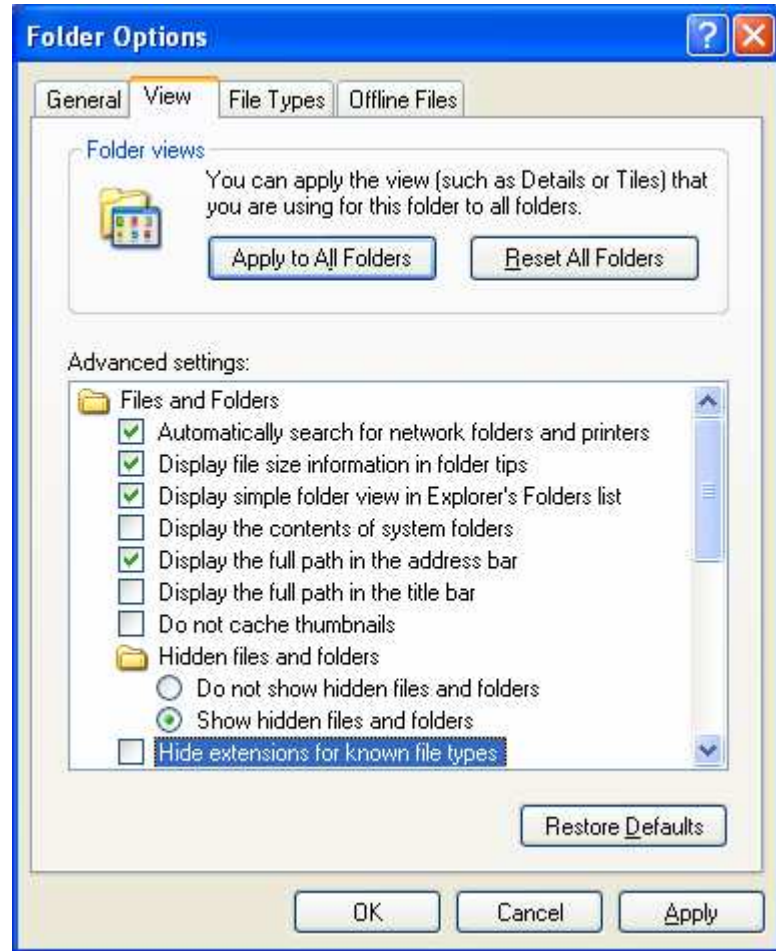 Folder Options
General View File Types Offline Files
Folder views
You can apply the view (such as Details or Tiles) that
you are using for this folder to all folders.
Apply to All Folders Reset All Folders
Advanced settings:
Files and Folders
Automatically search for network folders and printers
Display file size information in folder tips
Display simple folder view in Explorer's Folders list
Display the contents of system folders
Display the full path in the address bar
Display the full path in the title bar
Do not cache thumbnails
Hidden files and folders
Do not show hidden files and folders
Show hidden files and folders
Hide extensions for known file types
Restore Defaults
OK Cancel Apply